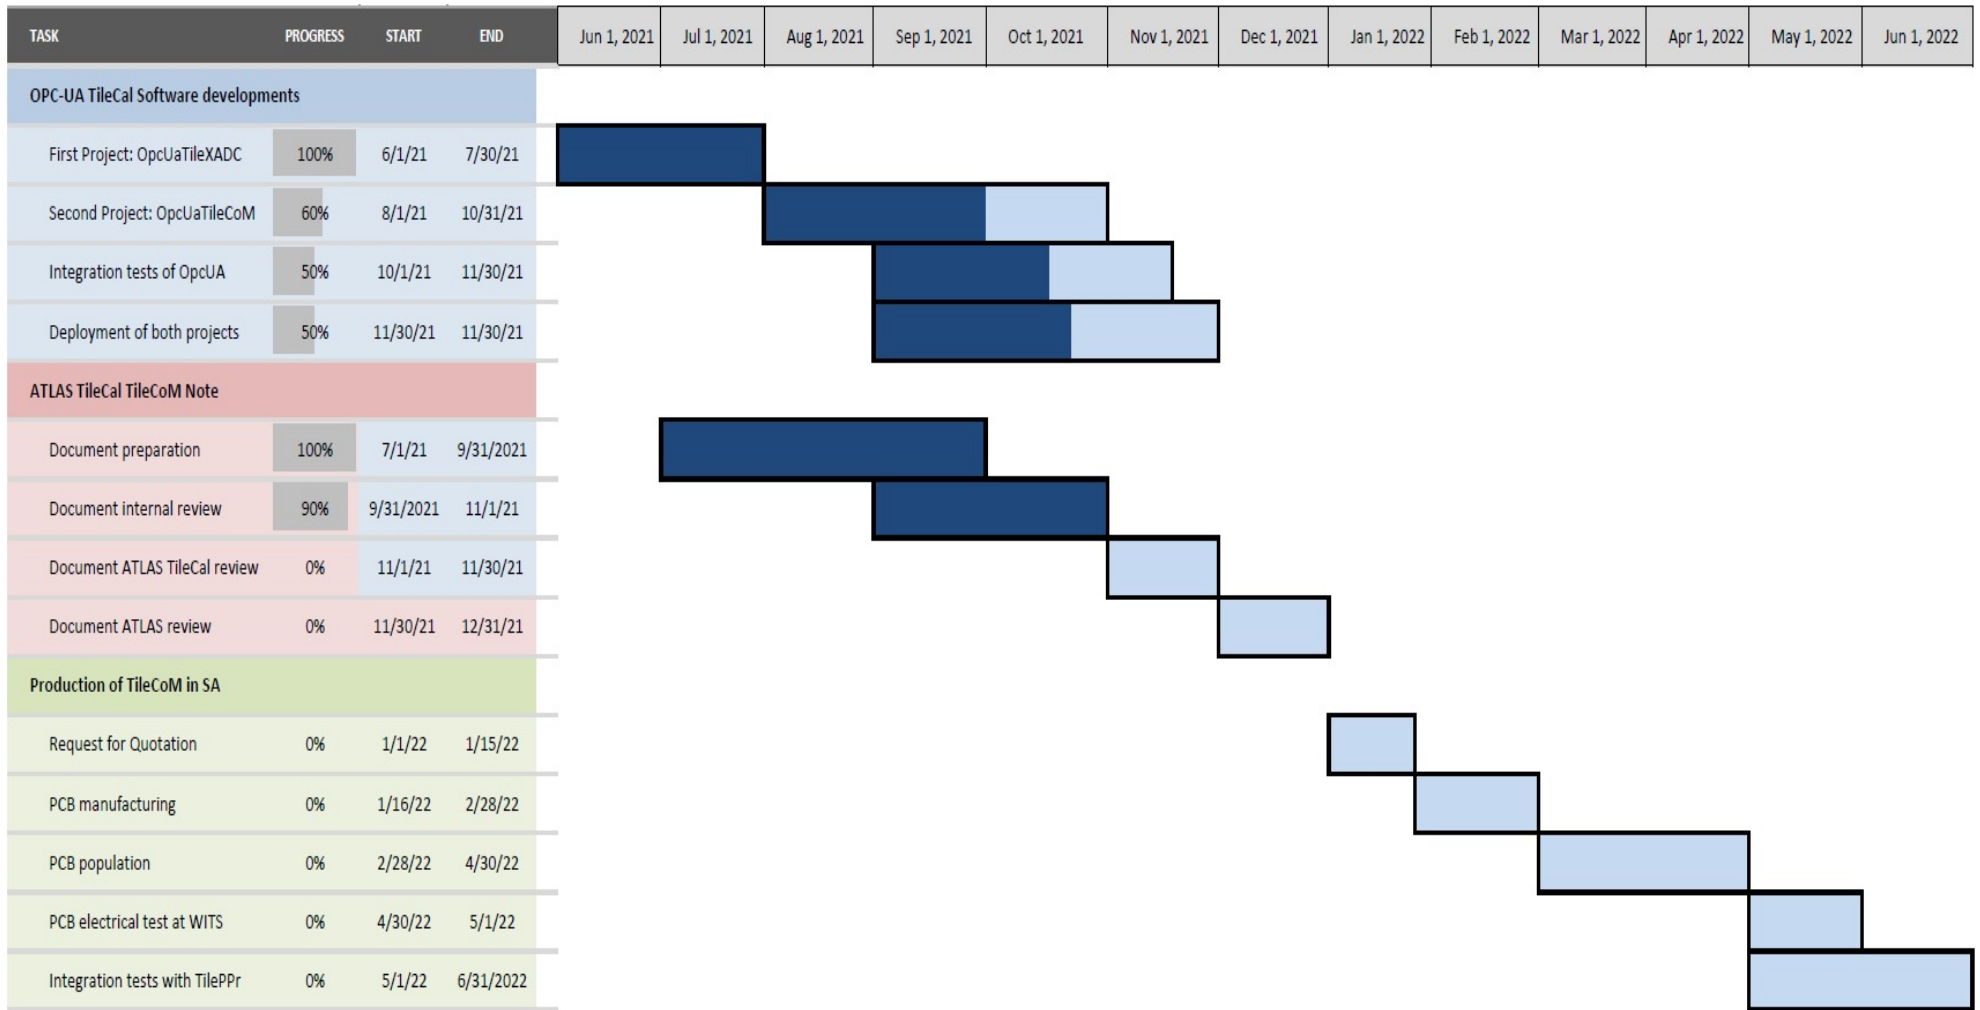 TASK PROGRESS START END Jun 1, 2021 Jul 1, 2021 Aug 1, 2021 Sep 1, 2021 Oct 1, 2021 Nov 1, 2021 Dec 1, 2021 Jan 1, 2022 Feb 1, 2022 Mar 1, 2022 Apr 1, 2022 May 1, 2022 Jun 1, 2022
OPC-UA TileCal Software developments
First Project: OpcUaTileXADC 100% 6/1/21 7/30/21
Second Project: OpcUaTileCoM 60% 8/1/21 10/31/21
Integration tests of OpcUA 50% 10/1/21 11/30/21
Deployment of both projects 50% 11/30/21 11/30/21
ATLAS TileCal TileCoM Note
Document preparation 100% 7/1/21 9/31/2021
Document internal review 90% 9/31/2021 11/1/21
Document ATLAS TileCal review 0% 11/1/21 11/30/21
Document ATLAS review 0% 11/30/21 12/31/21
Production of TileCoM in SA
Request for Quotation 0% 1/1/22 1/15/22
PCB manufacturing 0% 1/16/22 2/28/22
PCB population 0% 2/28/22 4/30/22
PCB electrical test at WITS 0% 4/30/22 5/1/22
Integration tests with TilePPr 0% 5/1/22 6/31/2022